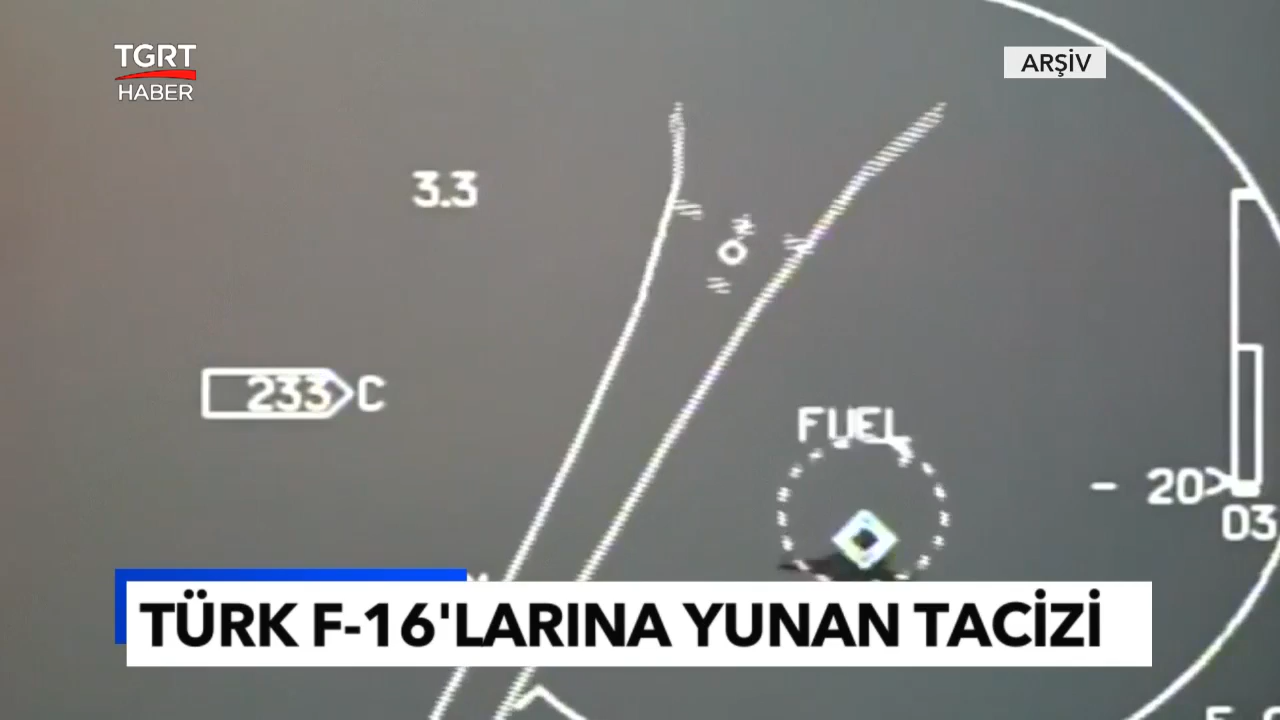 TGRT
HABER
ARŞİV
3.3
233
C
FUEL
- 20>
03
TÜRK F-16'LARINA YUNAN TACİZİ